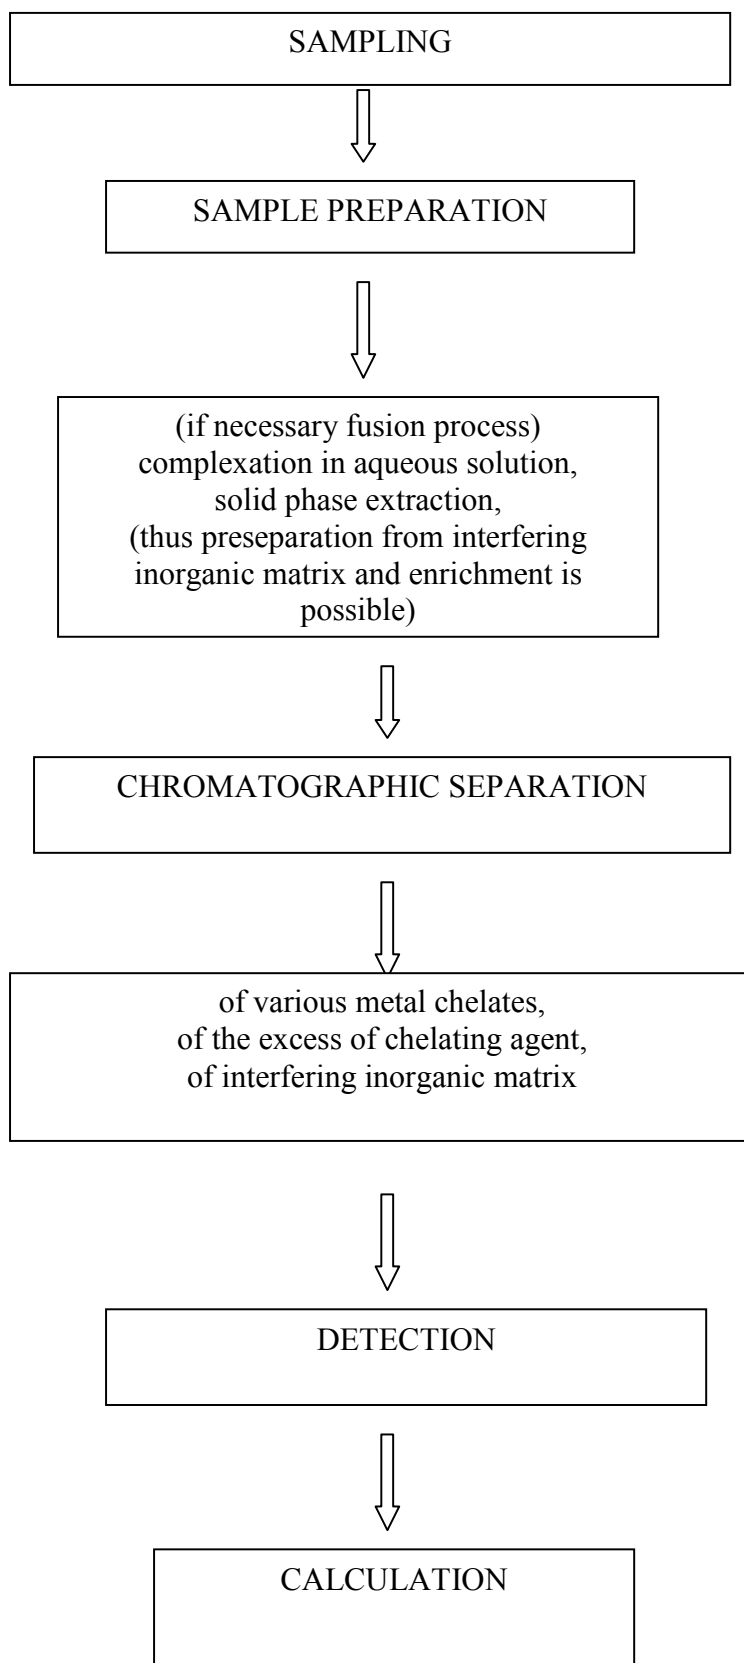 SAMPLING
SAMPLE PREPARATION
(if necessary fusion process)
complexation in aqueous solution,
solid phase extraction,
(thus preseparation from interfering
inorganic matrix and enrichment is
possible)
CHROMATOGRAPHIC SEPARATION
of various metal chelates,
of the excess of chelating agent,
of interfering inorganic matrix
DETECTION
CALCULATION